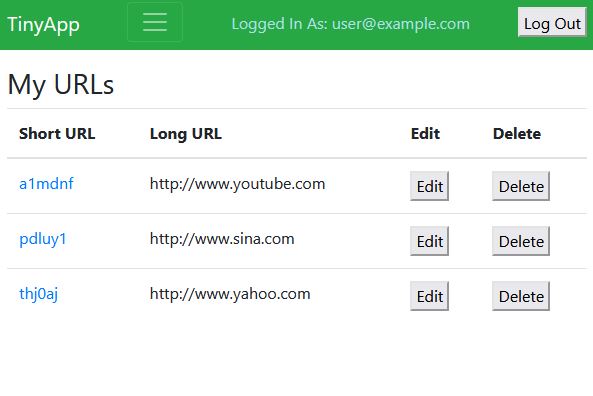 TinyApp Logged In As: user@example.com Log Out
My URLs
Short URL Long URL Edit Delete
a1mdnf http://www.youtube.com Edit Delete
pdluy1 http://www.sina.com Edit Delete
thj0aj http://www.yahoo.com Edit Delete